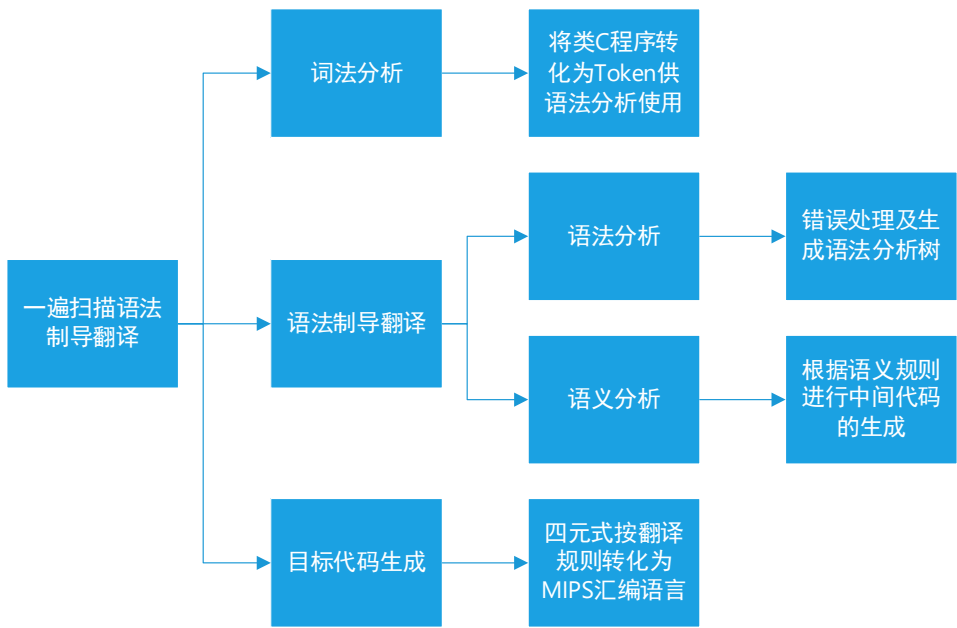 一遍扫描语法
制导翻译
词法分析
将类C程序转
化为Token供
语法分析使用
语法制导翻译
语法分析
错误处理及生
成语法分析树
语义分析
根据语义规则
进行中间代码
的生成
目标代码生成
四元式按翻译
规则转化为
MIPS汇编语言